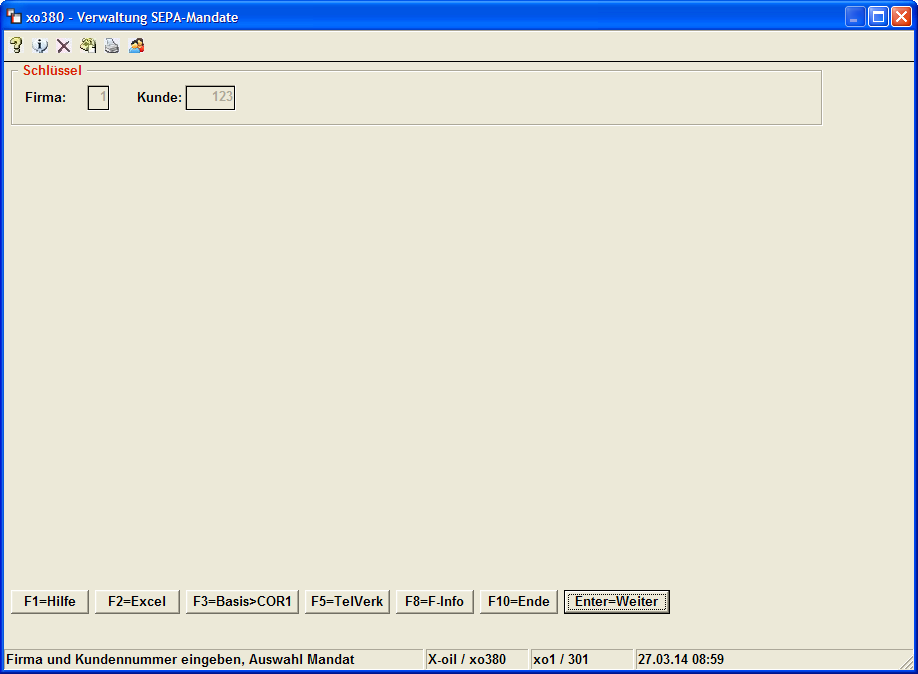 xo380 - Verwaltung SEPA-Mandate
Schlüssel
Firma: 1 Kunde: 123
F1=Hilfe F2=Excel F3=Basis>COR1 F5=TelVerk F8=F-Info F10=Ende Enter=Weiter
Firma und Kundennummer eingeben, Auswahl Mandat X-oil / xo380 xo1 / 301 27.03.14 08:59